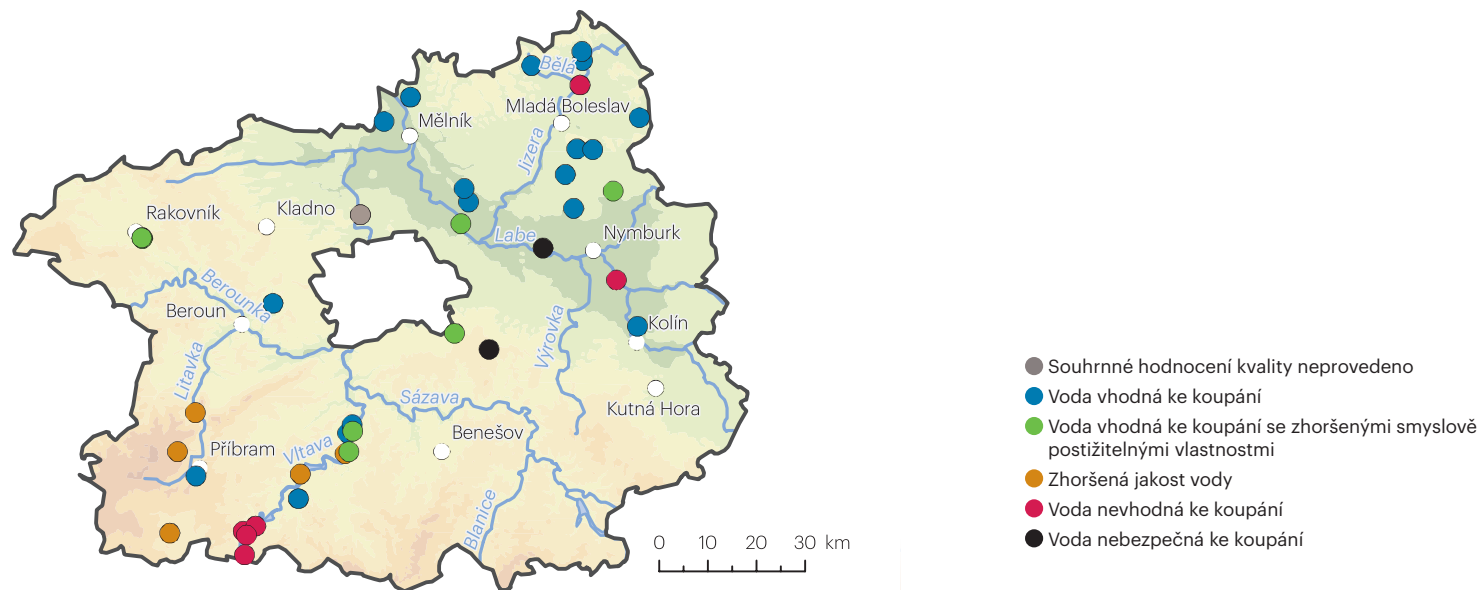 Bělá
Mladá Boleslav
Mělník
Jizera
Rakovník
Kladno
Labe
Nymburk
Berounka
Beroun
Kolín
Výrovka
Litavka
Sázava
Kutná Hora
Benešov
Příbram
Vltava
Blanice
0 10 20 30 km
Souhrnné hodnocení kvality neprovedeno
Voda vhodná ke koupání
Voda vhodná ke koupání se zhoršenými smyslově
postižitelnými vlastnostmi
Zhoršená jakost vody
Voda nevhodná ke koupání
Voda nebezpečná ke koupání